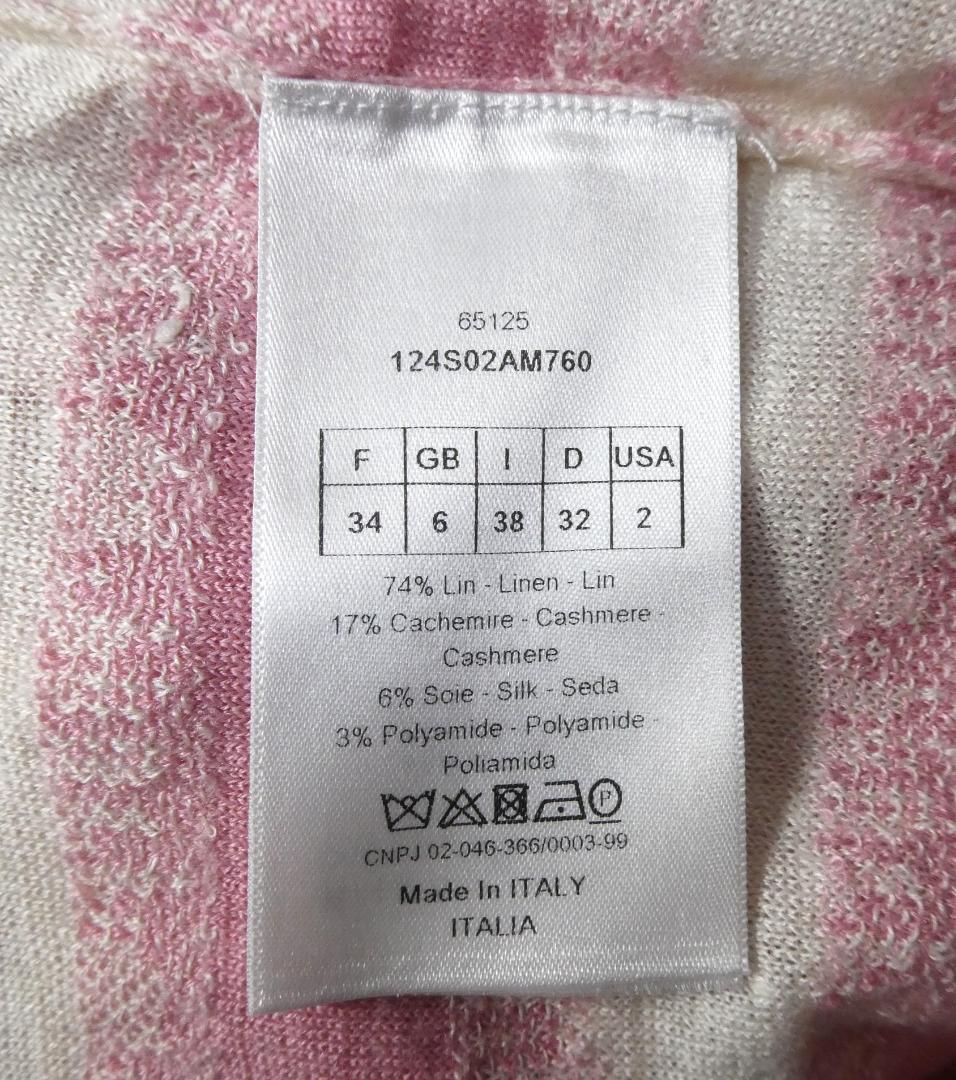 65125
124S02AM760
F GB I D USA
34 6 38 32 2
74% Lin - Linen - Lin
17% Cachemire - Cashmere -
Cashmere
6% Soie - Silk - Seda
3% Polyamide - Polyamide -
Poliamida
P
CNPJ 02-046-366/0003-99
Made In ITALY
ITALIA